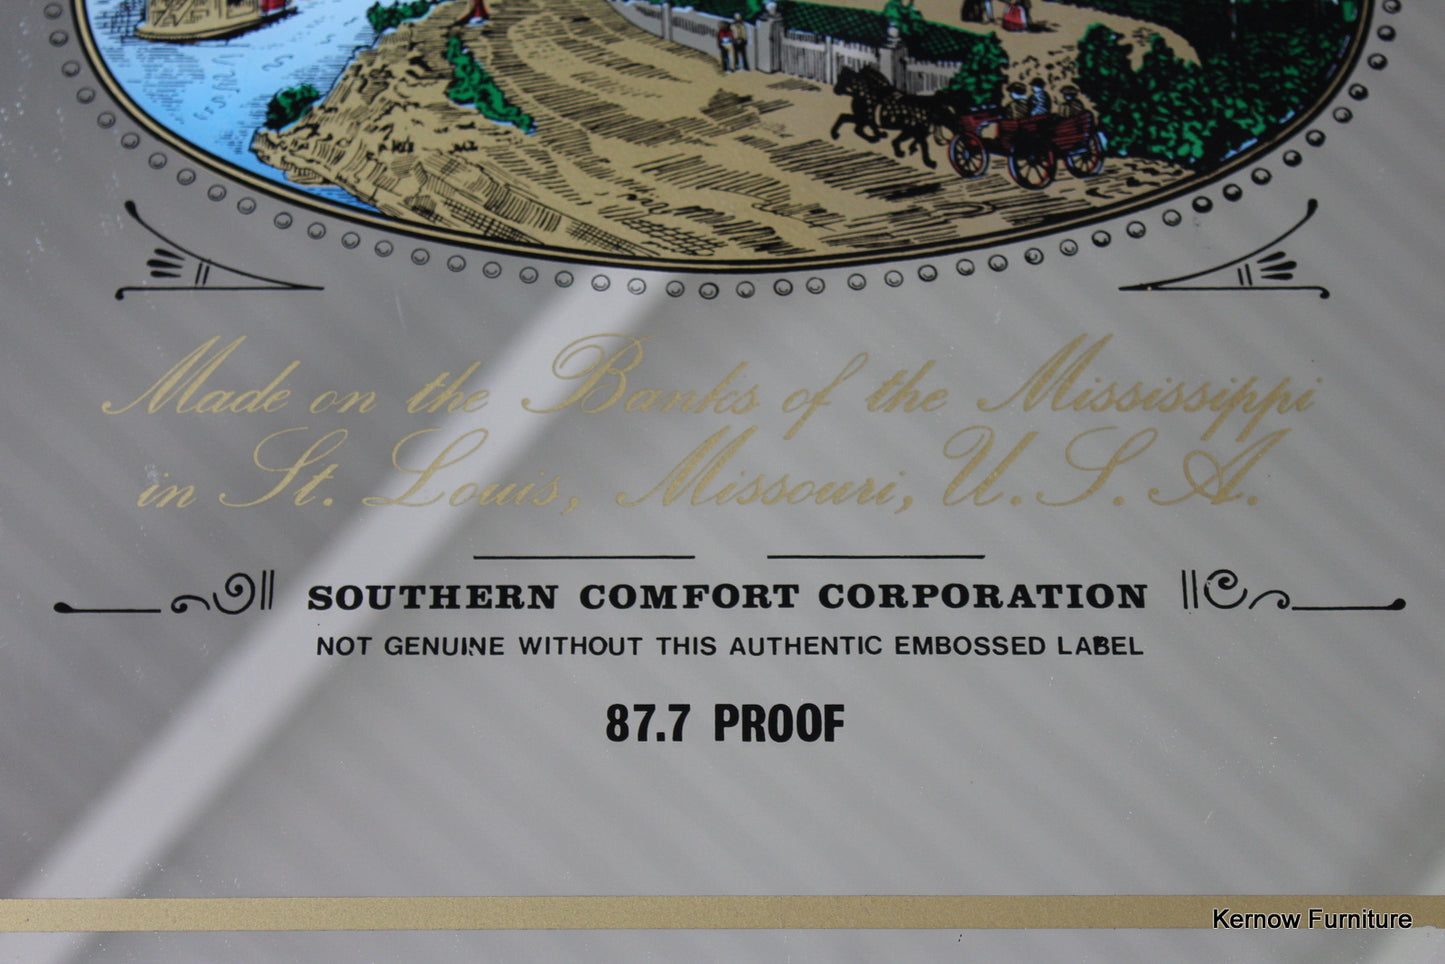 Made on the Banks of the Mississippi
in St. Louis, Missouri, U.S.A.
SOUTHERN COMFORT CORPORATION
NOT GENUINE WITHOUT THIS AUTHENTIC EMBOSSED LABEL
87.7 PROOF
Kernow Furniture